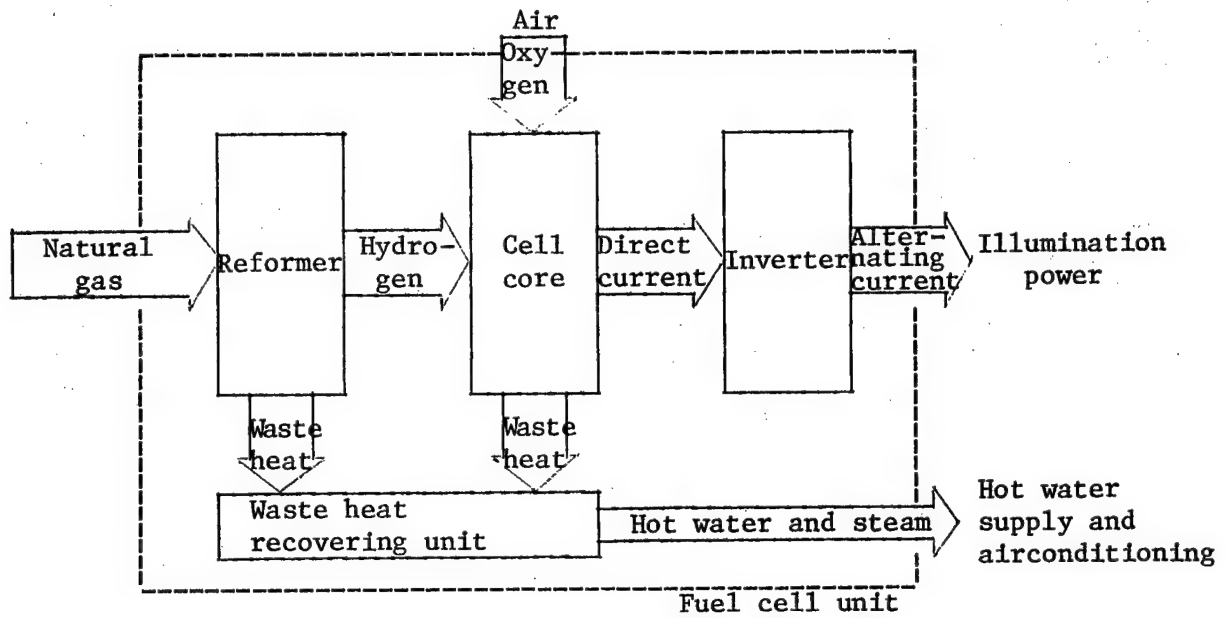 Air
Oxy-
gen
Natural
gas
Reformer
Hydro-
gen
Cell
core
Direct
current
Inverter
Alter-
nating
current
Illumination
power
Waste
heat
Waste
heat
Waste heat
recovering unit
Hot water and steam
Hot water
supply and
airconditioning
Fuel cell unit